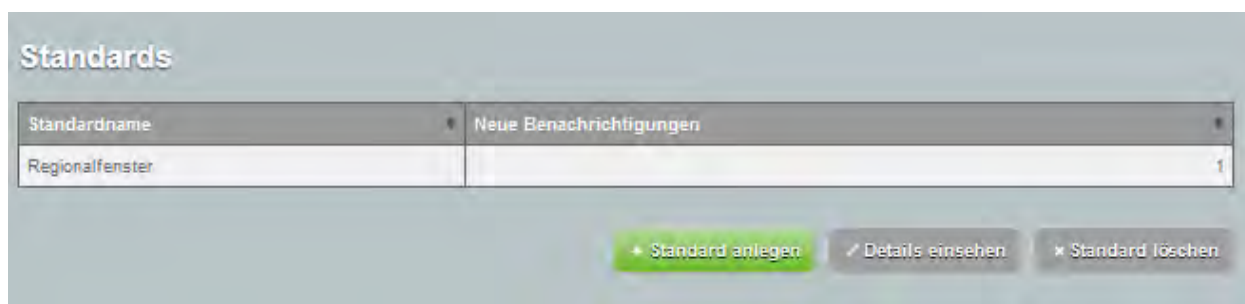 Standards
Standardname Neue Benachrichtigungen
Regionalfenster 1
Standard anlegen Details einsehen Standard löschen